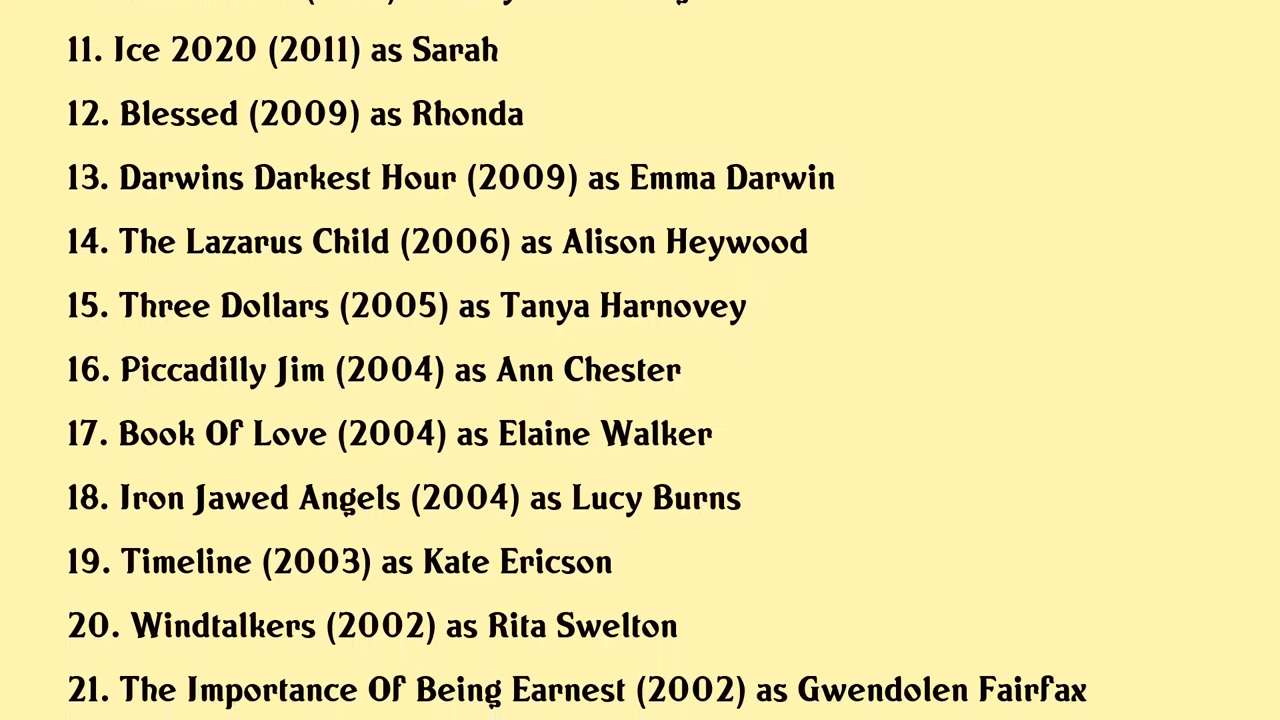 11. Ice 2020 (2011) as Sarah
12. Blessed (2009) as Rhonda
13. Darwins Darkest Hour (2009) as Emma Darwin
14. The Lazarus Child (2006) as Alison Heywood
15. Three Dollars (2005) as Tanya Harnovey
16. Piccadilly Jim (2004) as Ann Chester
17. Book Of Love (2004) as Elaine Walker
18. Iron Jawed Angels (2004) as Lucy Burns
19. Timeline (2003) as Kate Ericson
20. Windtalkers (2002) as Rita Swelton
21. The Importance Of Being Earnest (2002) as Gwendolen Fairfax